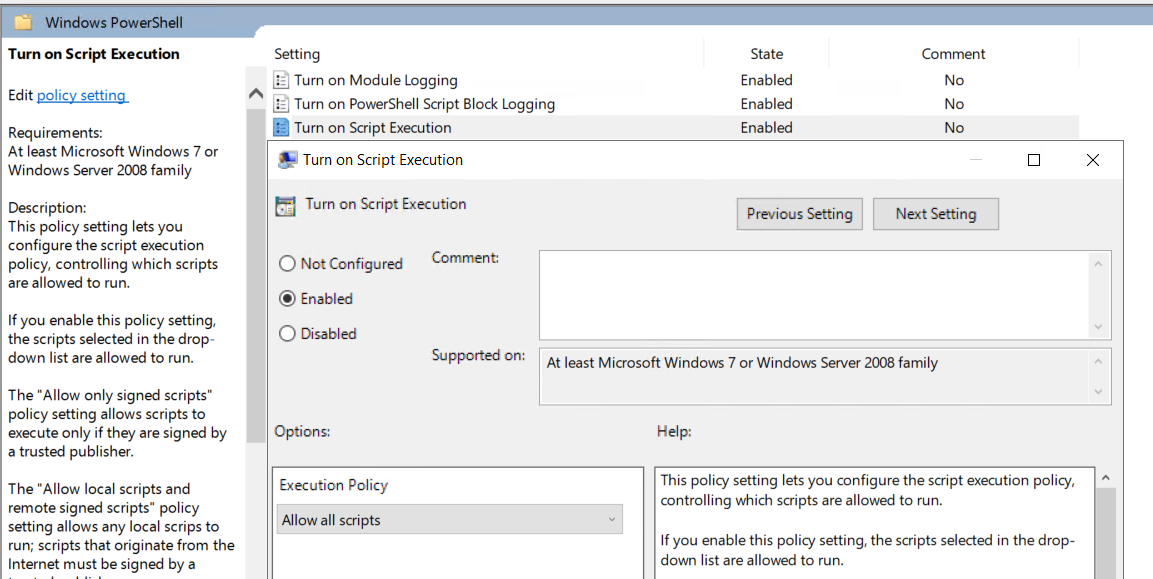 Windows PowerShell
Turn on Script Execution
Edit policy setting
Requirements:
At least Microsoft Windows 7 or
Windows Server 2008 family
Description:
This policy setting lets you
configure the script execution
policy, controlling which scripts
are allowed to run.
If you enable this policy setting,
the scripts selected in the drop-
down list are allowed to run.
The "Allow only signed scripts"
policy setting allows scripts to
execute only if they are signed by
a trusted publisher.
The "Allow local scripts and
remote signed scripts" policy
setting allows any local scrips to
run; scripts that originate from the
Internet must be signed by a
Setting State Comment
Turn on Module Logging Enabled No
Turn on PowerShell Script Block Logging Enabled No
Turn on Script Execution Enabled No
Turn on Script Execution
Turn on Script Execution
Previous Setting Next Setting
Not Configured
Enabled
Disabled
Comment:
Supported on:
At least Microsoft Windows 7 or Windows Server 2008 family
Options:
Execution Policy
Allow all scripts
Help:
This policy setting lets you configure the script execution policy,
controlling which scripts are allowed to run.
If you enable this policy setting, the scripts selected in the drop-
down list are allowed to run.